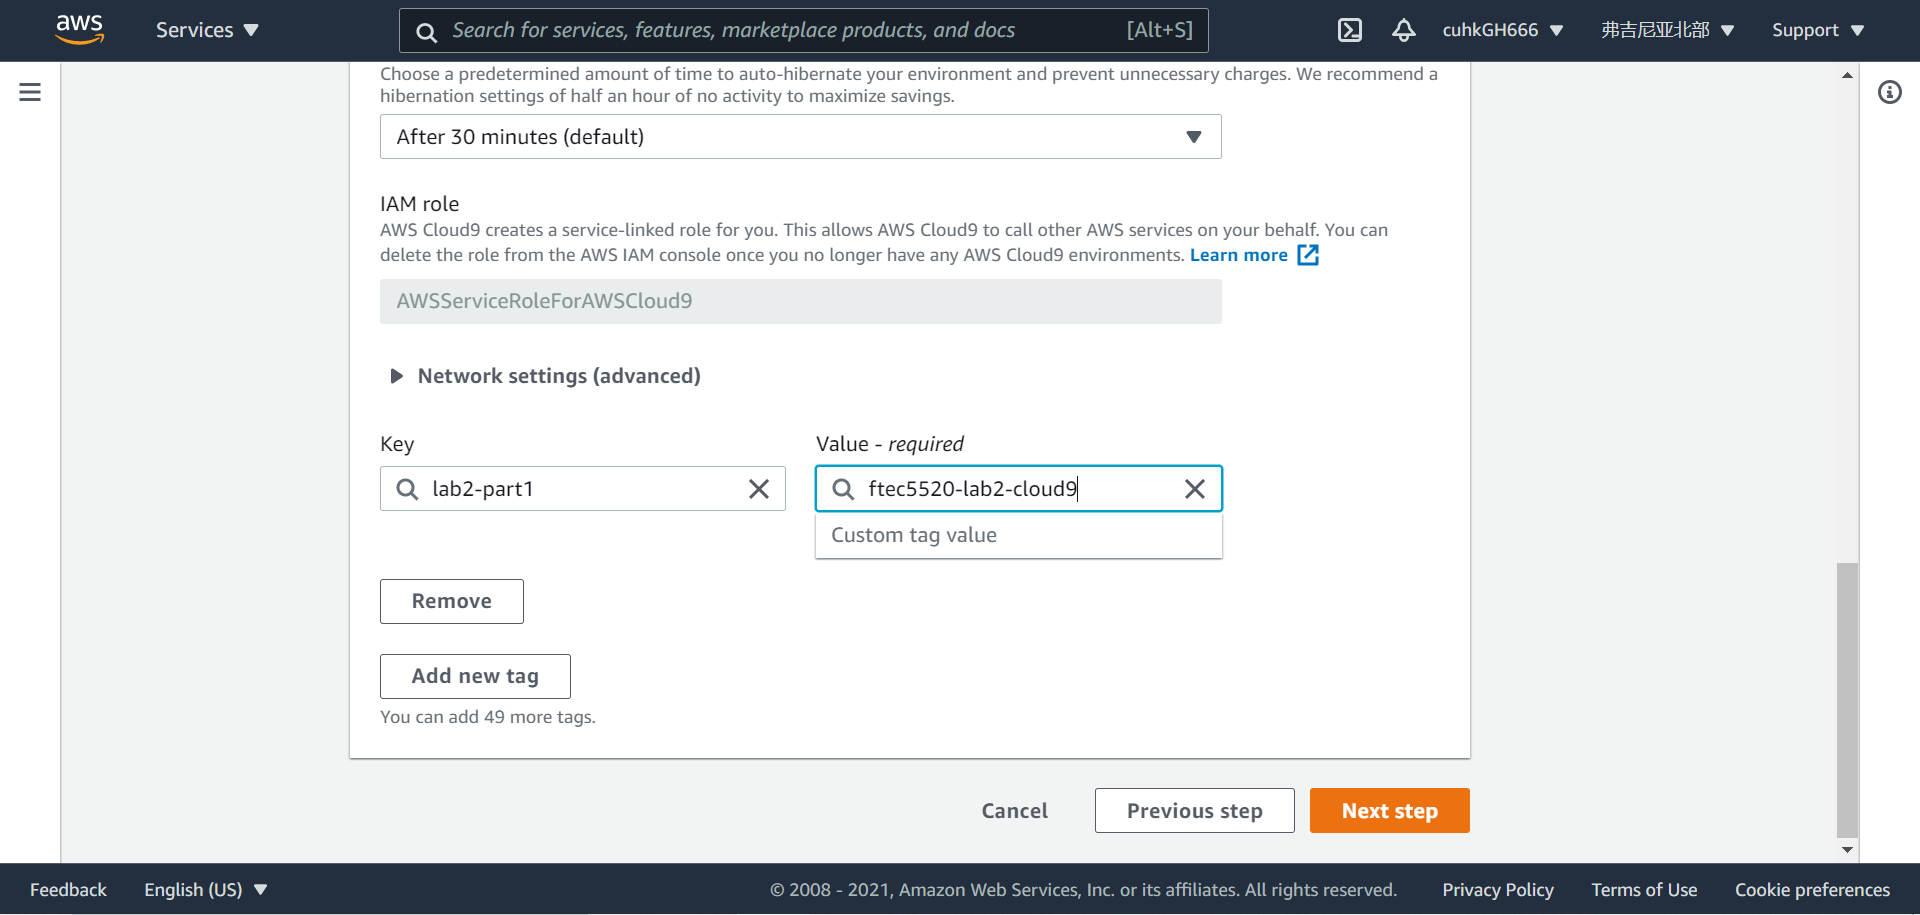 aws
Services
Search for services, features, marketplace products, and docs [Alt+S]
cuhkGH666
弗吉尼亚北部
Support
Choose a predetermined amount of time to auto-hibernate your environment and prevent unnecessary charges. We recommend a
hibernation settings of half an hour of no activity to maximize savings.
After 30 minutes (default)
IAM role
AWS Cloud9 creates a service-linked role for you. This allows AWS Cloud9 to call other AWS services on your behalf. You can
delete the role from the AWS IAM console once you no longer have any AWS Cloud9 environments. Learn more
AWSServiceRoleForAWSCloud9
Network settings (advanced)
Key
Value - required
lab2-part1
ftec5520-lab2-cloud9
Custom tag value
Remove
Add new tag
You can add 49 more tags.
Cancel
Previous step
Next step
Feedback
English (US)
© 2008 - 2021, Amazon Web Services, Inc. or its affiliates. All rights reserved.
Privacy Policy
Terms of Use
Cookie preferences